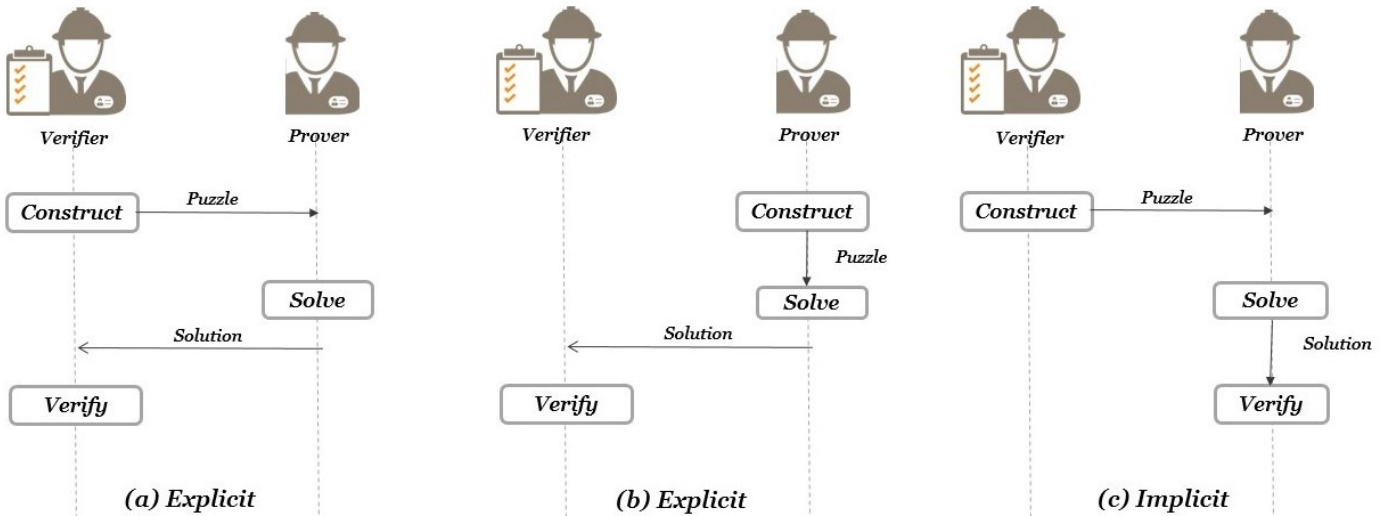 Verifier
Prover
Construct
Puzzle
Solve
Solution
Verify
(a) Explicit
Verifier
Prover
Construct
Puzzle
Solve
Solution
Verify
(b) Explicit
Verifier
Prover
Construct
Puzzle
Solve
Solution
Verify
(c) Implicit